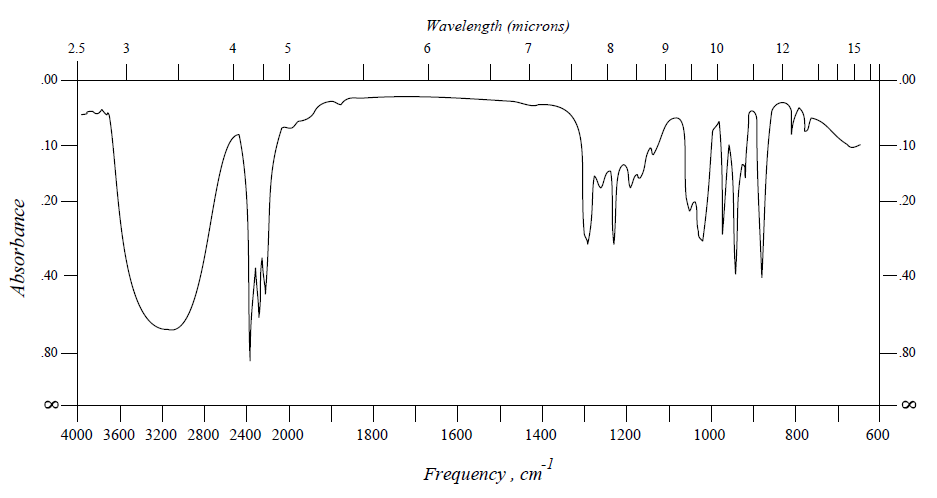 Wavelength (microns)
2.5 3 4 5 6 7 8 9 10 12 15
.00 .00
.10 .10
.20 .20
.40 .40
.80 .80
∞ ∞
Absorbance
4000 3600 3200 2800 2400 2000 1800 1600 1400 1200 1000 800 600
Frequency , cm-1